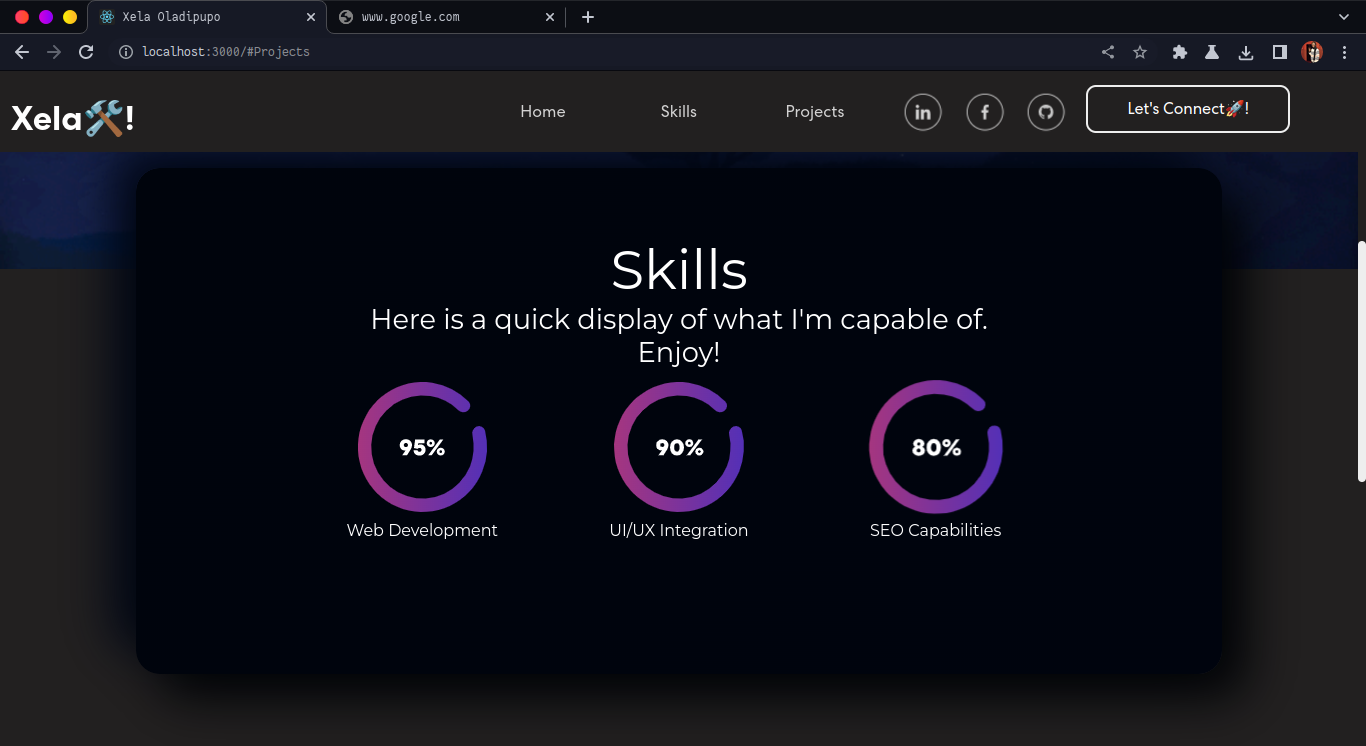 Xela Oladipupo
www.google.com
localhost:3000/#Projects
Xela🛠️!
Home
Skills
Projects
in
f
Let's Connect🚀!
Skills
Here is a quick display of what I'm capable of.
Enjoy!
95%
90%
80%
Web Development
UI/UX Integration
SEO Capabilities